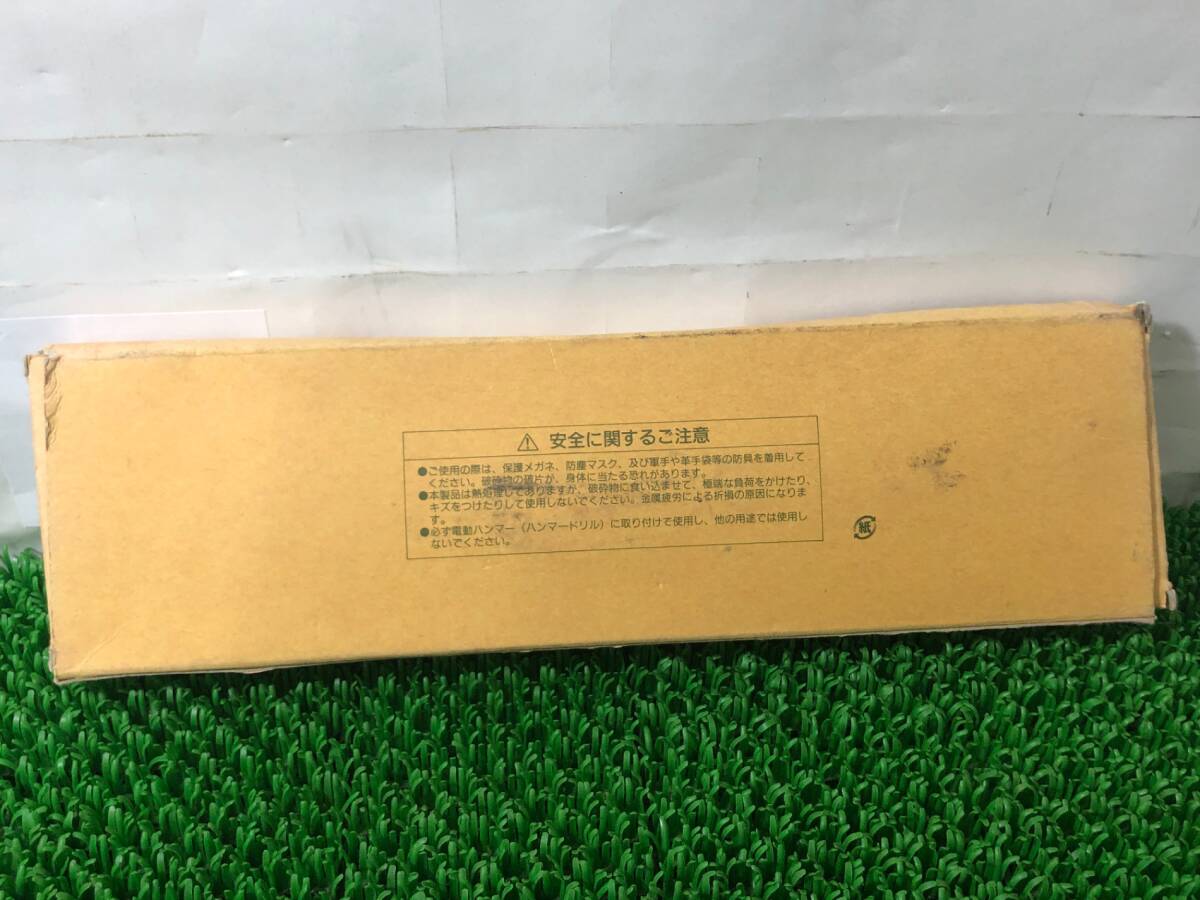 ⚠ 安全に関するご注意
●ご使用の際は、保護メガネ、防塵マスク、及び軍手や革手袋等の防具を着用して
ください。破砕物の破片が、身体に当たる恐れがあります。
●本製品は熱処理してありますが、破砕物に食い込ませて、極端な負荷をかけたり、
キズをつけたりして使用しないでください。金属疲労による折損の原因になりま
す。
●必ず電動ハンマー（ハンマードリル）に取り付けて使用し、他の用途では使用し
ないでください。
紙